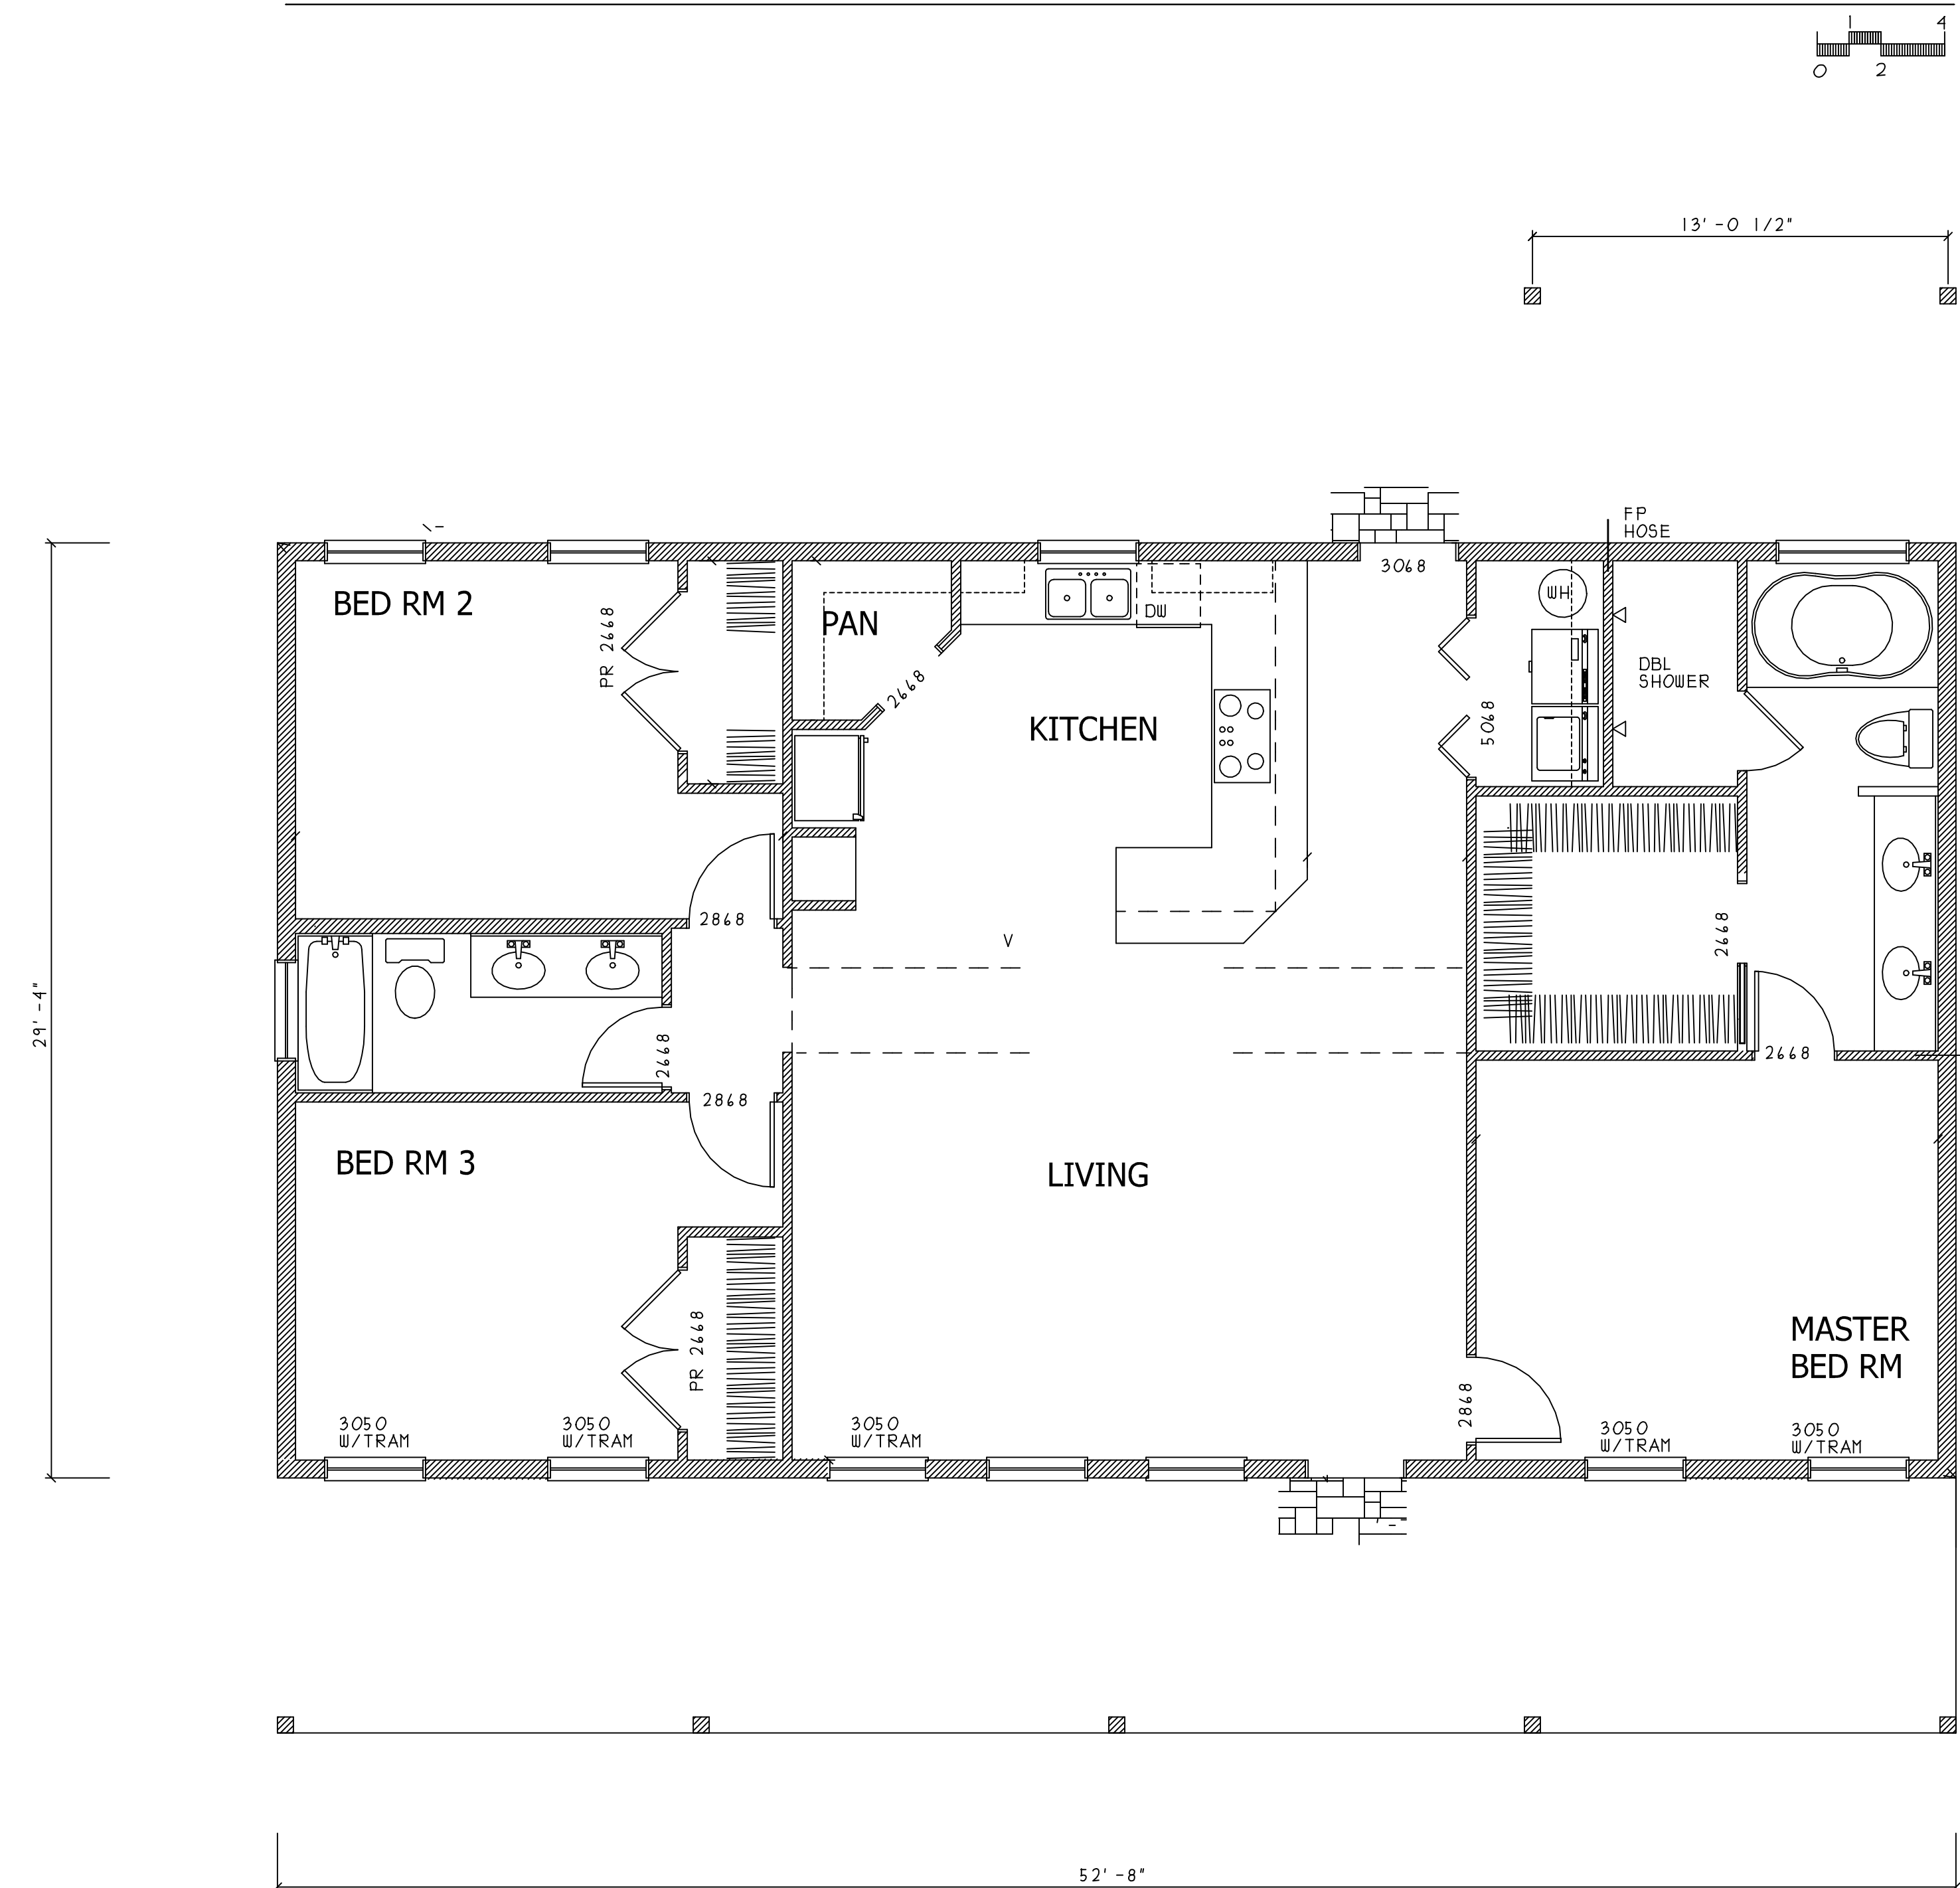 1 4
0 2
13'-0 1/2"
FP
HOSE
3068
BED RM 2
PR 2668
PAN
DW
WH
2668
DBL
SHOWER
KITCHEN
5068
2868
2668
V
29'-4"
2668
2668
2868
BED RM 3
LIVING
PR 2668
MASTER
BED RM
2868
3050
W/TRAM
3050
W/TRAM
3050
W/TRAM
3050
W/TRAM
3050
W/TRAM
52'-8"